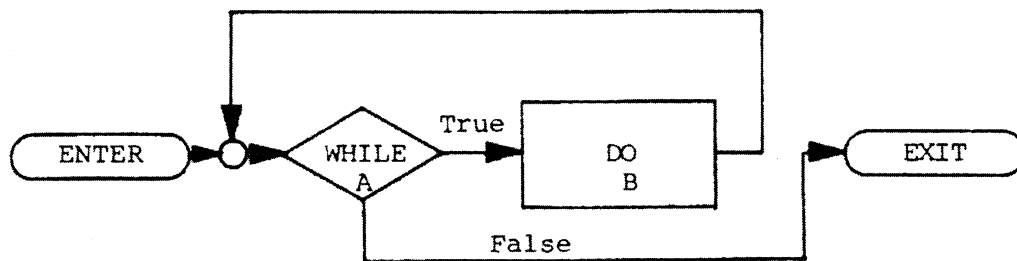 ENTER
WHILE
A
True
DO
B
EXIT
False